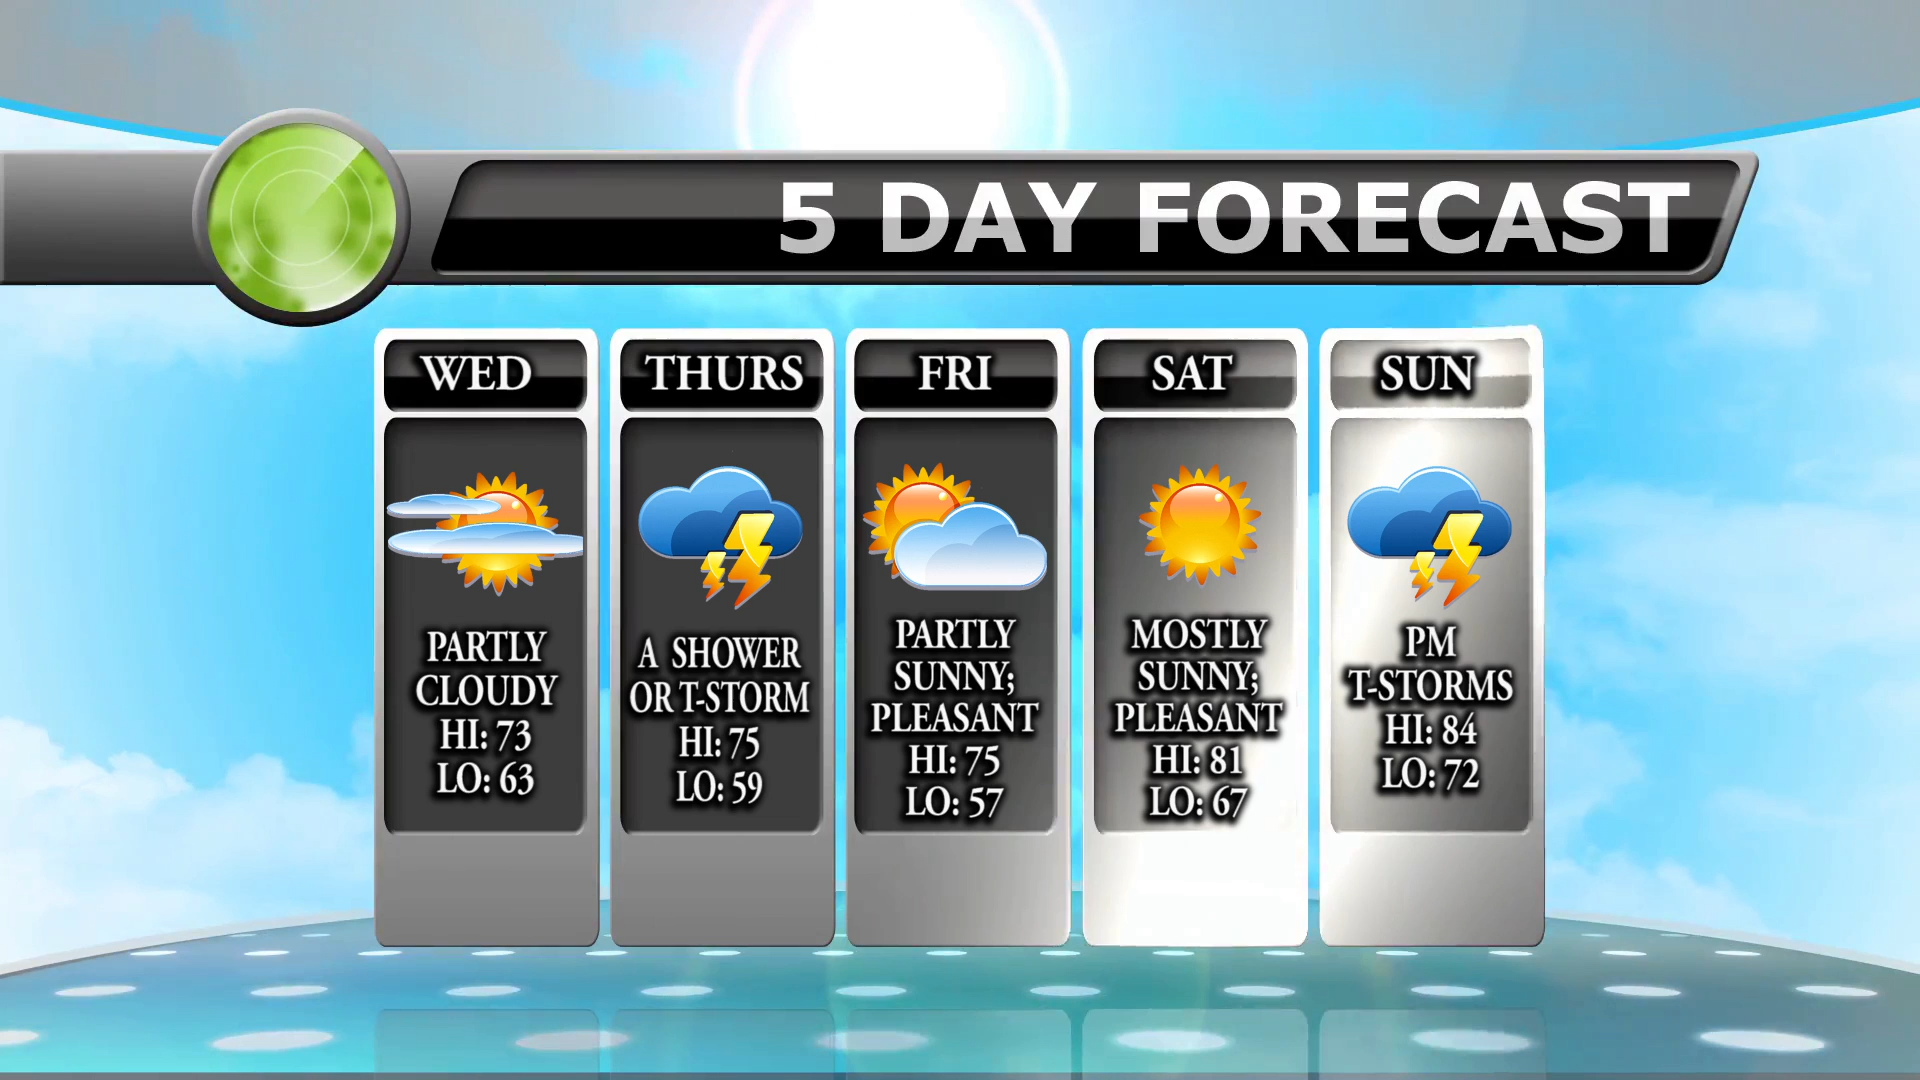 5 DAY FORECAST
WED
PARTLY
CLOUDY
HI: 73
LO: 63
THURS
A SHOWER
OR T-STORM
HI: 75
LO: 59
FRI
PARTLY
SUNNY;
PLEASANT
HI: 75
LO: 57
SAT
MOSTLY
SUNNY;
PLEASANT
HI: 81
LO: 67
SUN
PM
T-STORMS
HI: 84
LO: 72